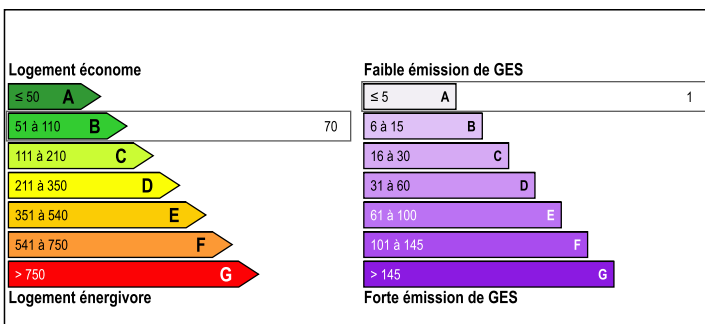 Logement économe
≤ 50 A
51 à 110 B 70
111 à 210 C
211 à 350 D
351 à 540 E
541 à 750 F
> 750 G
Logement énergivore
Faible émission de GES
≤ 5 A 1
6 à 15 B
16 à 30 C
31 à 60 D
61 à 100 E
101 à 145 F
> 145 G
Forte émission de GES